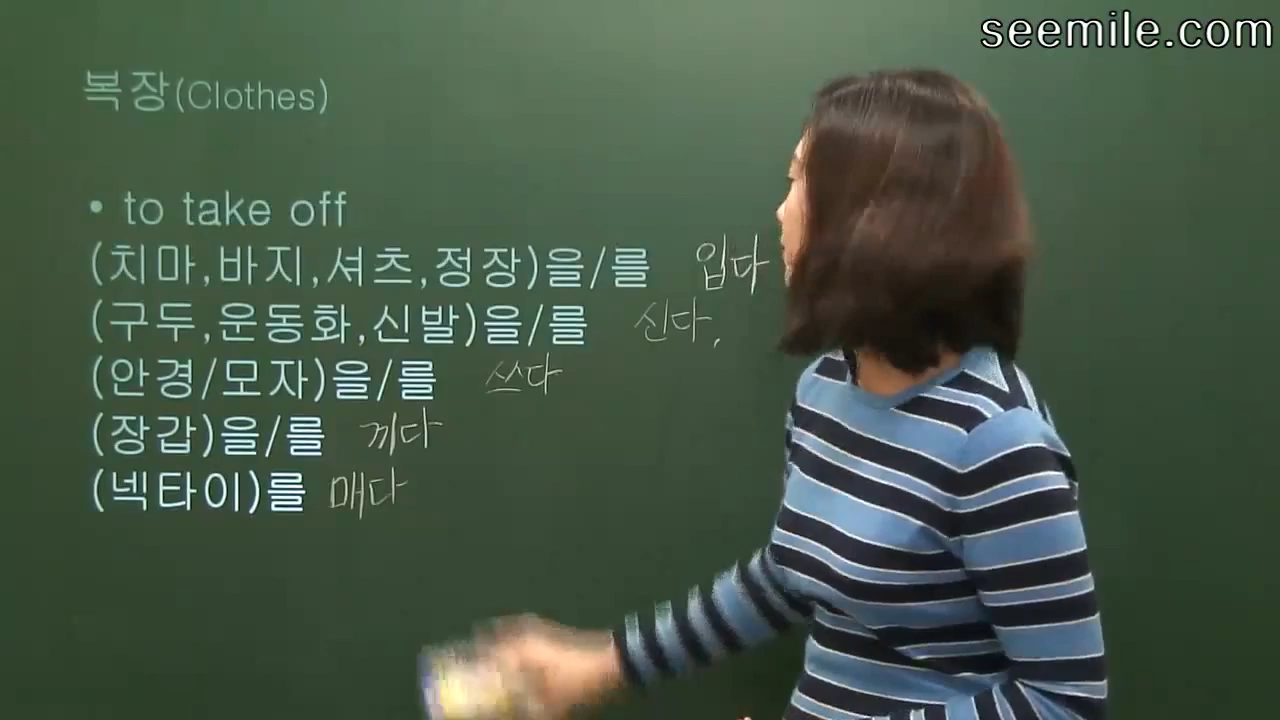 seemile.com
복장(Clothes)
• to take off
(치마,바지,셔츠,정장)을/를 입다
(구두,운동화,신발)을/를 신다.
(안경/모자)을/를 쓰다
(장갑)을/를 끼다
(넥타이)를 매다